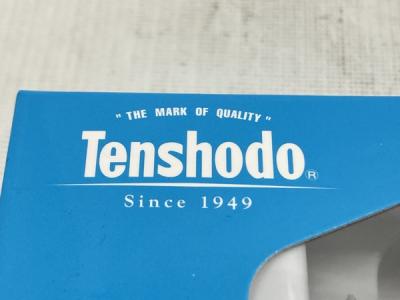 "THE MARK OF QUALITY"
Tenshodo®
Since 1949